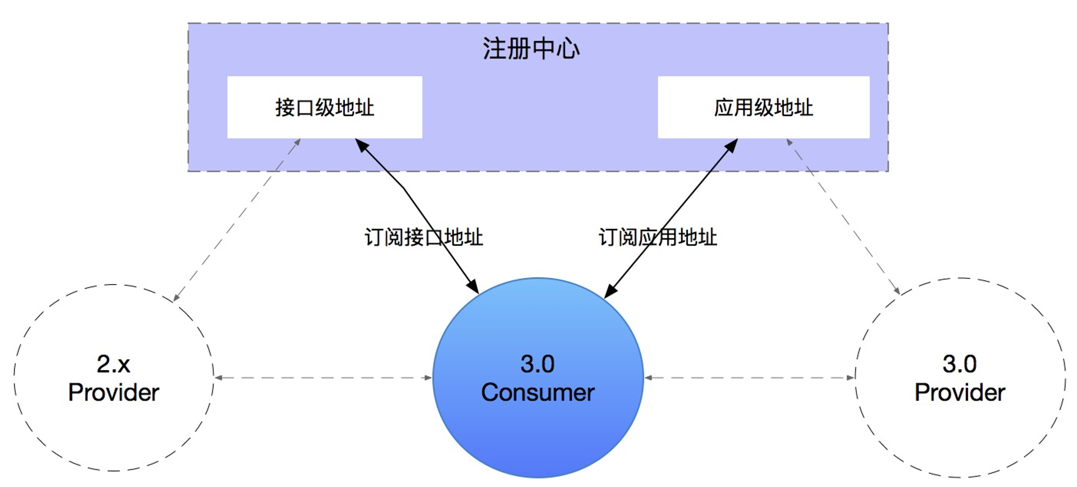 注册中心
接口级地址
应用级地址
订阅接口地址
订阅应用地址
2.x
Provider
3.0
Consumer
3.0
Provider